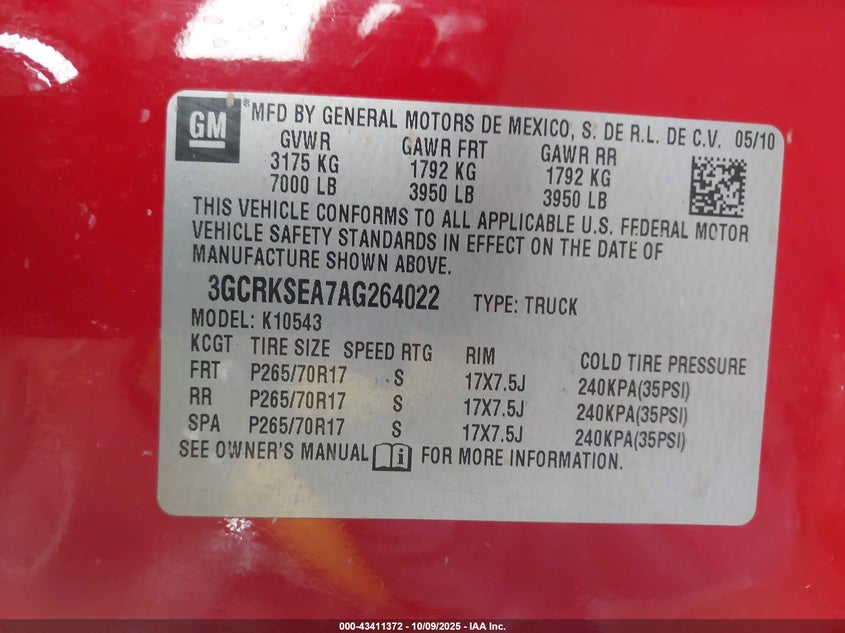 GM ® MFD BY GENERAL MOTORS DE MEXICO, S. DE R.L. DE C.V. 05/10
GVWR GAWR FRT GAWR RR
3175 KG 1792 KG 1792 KG
7000 LB 3950 LB 3950 LB
THIS VEHICLE CONFORMS TO ALL APPLICABLE U.S. FEDERAL MOTOR
VEHICLE SAFETY STANDARDS IN EFFECT ON THE DATE OF
MANUFACTURE SHOWN ABOVE.
3GCRKSEA7AG264022 TYPE: TRUCK
MODEL: K10543
KCGT TIRE SIZE SPEED RTG RIM COLD TIRE PRESSURE
FRT P265/70R17 S 17X7.5J 240KPA(35PSI)
RR P265/70R17 S 17X7.5J 240KPA(35PSI)
SPA P265/70R17 S 17X7.5J 240KPA(35PSI)
SEE OWNER'S MANUAL i FOR MORE INFORMATION.
000-43411372 - 10/09/2025 - IAA Inc.